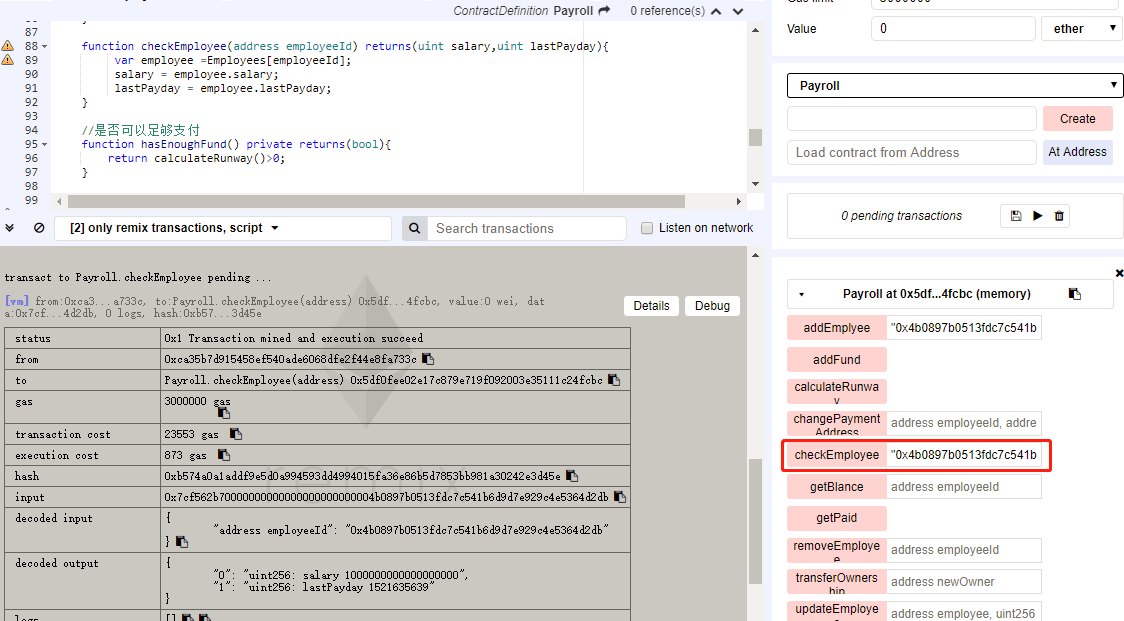 ContractDefinition Payroll 0 reference(s)
87 }
88 function checkEmployee(address employeeId) returns(uint salary,uint lastPayday){
89 var employee =Employees[employeeId];
90 salary = employee.salary;
91 lastPayday = employee.lastPayday;
92 }
93
94 //是否可以足够支付
95 function hasEnoughFund() private returns(bool){
96 return calculateRunway()>0;
97 }
98
99
[2] only remix transactions, script
Search transactions
Listen on network
transact to Payroll.checkEmployee pending ...
[vm] from:0xca3...a733c, to:Payroll.checkEmployee(address) 0x5df...4fcbc, value:0 wei, dat
a:0x7cf...4d2db, 0 logs, hash:0xb57...3d45e
Details
Debug
status 0x1 Transaction mined and execution succeed
from 0xca35b7d915458ef540ade6068dfe2f44e8fa733c
to Payroll.checkEmployee(address) 0x5df0fee02e17c879e719f092003e35111c24fcbc
gas 3000000 gas
transaction cost 23553 gas
execution cost 873 gas
hash 0xb574a0a1addf9e5d0a994593dd4994015fa36e86b5d7853bb981a30242e3d45e
input 0x7cf562b70000000000000000000000004b0897b0513fdc7c541b6d9d7e929c4e5364d2db
decoded input {
"address employeeId": "0x4b0897b0513fdc7c541b6d9d7e929c4e5364d2db"
}
decoded output {
"0": "uint256: salary 1000000000000000000",
"1": "uint256: lastPayday 1521635639"
}
logs []
Value 0 ether
Payroll
Create
Load contract from Address At Address
0 pending transactions
Payroll at 0x5df...4fcbc (memory)
addEmplyee "0x4b0897b0513fdc7c541b
addFund
calculateRunwa
y
changePayment
Address address employeeId, addre
checkEmployee "0x4b0897b0513fdc7c541b
getBlance address employeeId
getPaid
removeEmploye
e address employeeId
transferOwners
hip address newOwner
updateEmploye
address employee, uint256